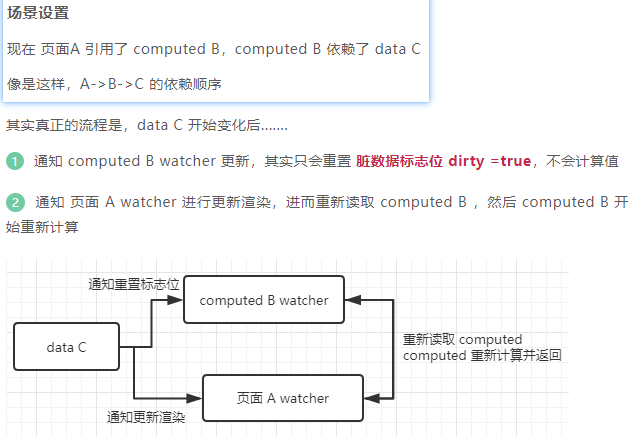 场景设置
现在 页面A 引用了 computed B，computed B 依赖了 data C
像是这样，A->B->C 的依赖顺序
其实真正的流程是，data C 开始变化后.......
1 通知 computed B watcher 更新，其实只会重置 脏数据标志位 dirty =true，不会计算值
2 通知 页面 A watcher 进行更新渲染，进而重新读取 computed B ，然后 computed B 开
始重新计算
通知重置标志位
computed B watcher
data C
重新读取 computed
computed 重新计算并返回
页面 A watcher
通知更新渲染